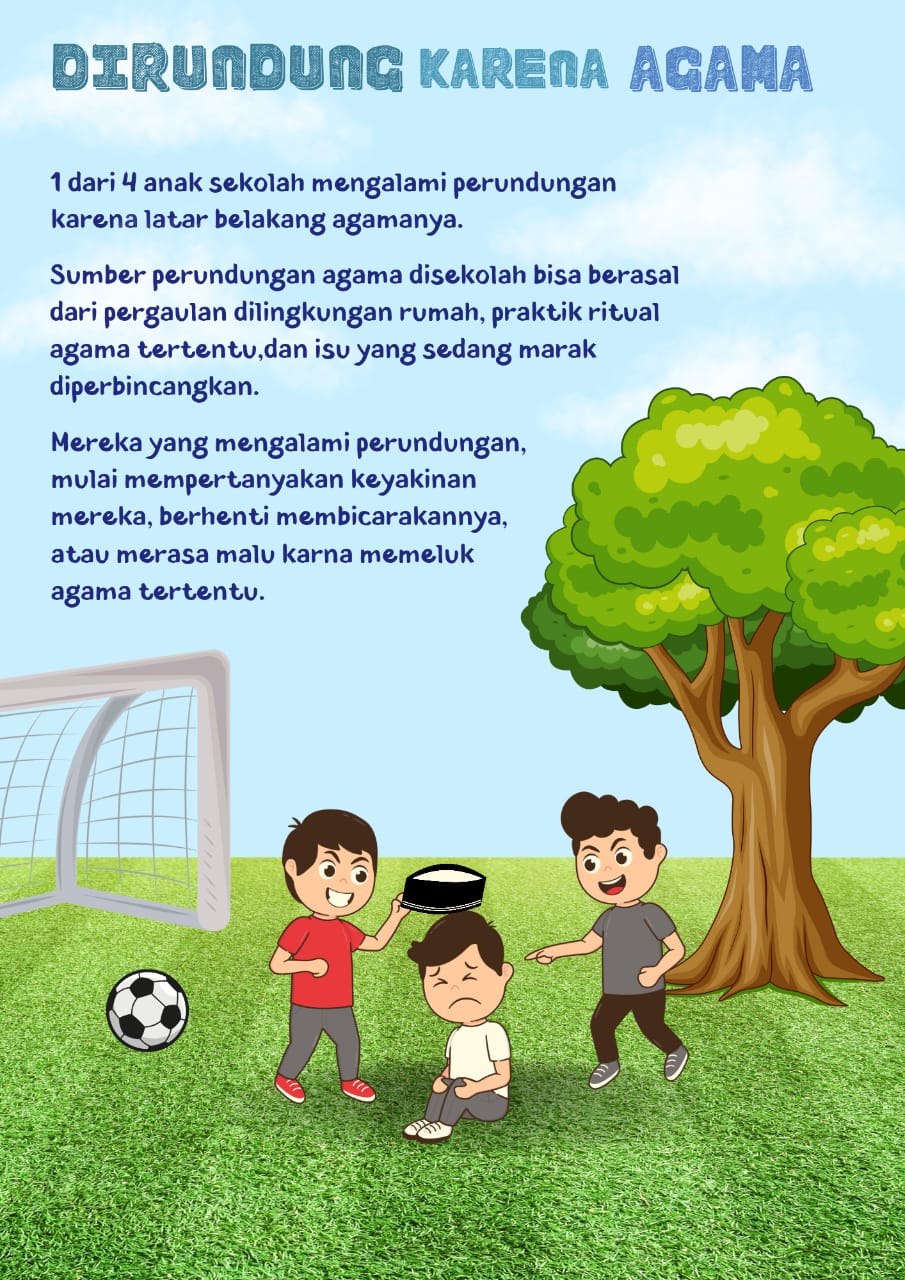 DIRUNDUNG KARENA AGAMA
1 dari 4 anak sekolah mengalami perundungan
karena latar belakang agamanya.
Sumber perundungan agama disekolah bisa berasal
dari pergaulan dilingkungan rumah, praktik ritual
agama tertentu,dan isu yang sedang marak
diperbincangkan.
Mereka yang mengalami perundungan,
mulai mempertanyakan keyakinan
mereka, berhenti membicarakannya,
atau merasa malu karna memeluk
agama tertentu.